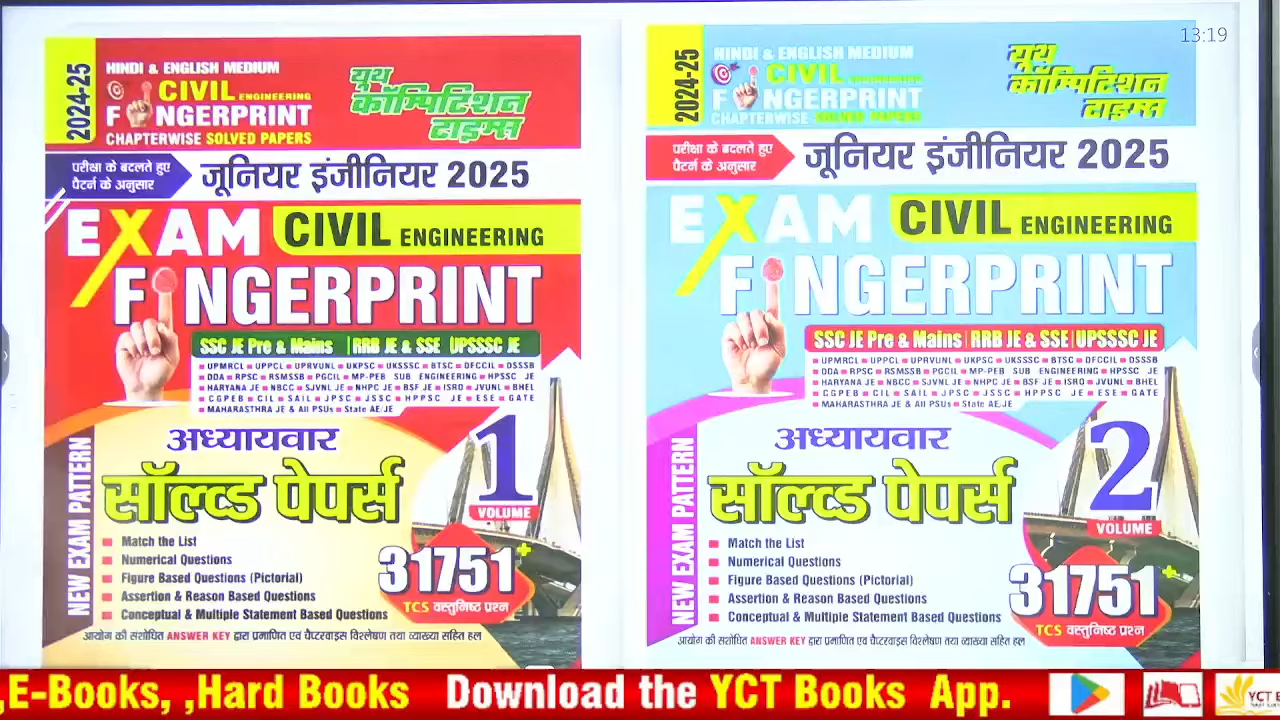 13:19
2024-25
HINDI & ENGLISH MEDIUM
CIVIL ENGINEERING
F NGERPRINT
CHAPTERWISE SOLVED PAPERS
यूथ
कॉम्पिटिशन
टाइम्स
परीक्षा के बदलते हुए
पैटर्न के अनुसार
जूनियर इंजीनियर 2025
EXAM
CIVIL ENGINEERING
F NGERPRINT
SSC JE Pre & Mains | RRB JE & SSE | UPSSSC JE
UPMRCL UPPCL UPRVUNL UKPSC UKSSSC BTSC DFCCIL DSSSB
DDA RPSC RSMSSB PGCIL MP-PEB SUB ENGINEERING HPSSC JE
HARYANA JE NBCC SJVNL JE NHPC JE BSF JE ISRO JVUNL BHEL
CGPEB CIL SAIL JPSC JSSC HPPSC JE ESE GATE
MAHARASTHRA JE & All PSUs State AE/JE
अध्यायवार
सॉल्व्ड पेपर्स
1
VOLUME
NEW EXAM PATTERN
Match the List
Numerical Questions
Figure Based Questions (Pictorial)
Assertion & Reason Based Questions
Conceptual & Multiple Statement Based Questions
31751+
TCS वस्तुनिष्ठ प्रश्न
आयोग की संशोधित ANSWER KEY द्वारा प्रमाणित एवं चैप्टरवाइस विश्लेषण तथा व्याख्या सहित हल
2024-25
HINDI & ENGLISH MEDIUM
CIVIL ENGINEERING
F NGERPRINT
CHAPTERWISE SOLVED PAPERS
यूथ
कॉम्पिटिशन
टाइम्स
परीक्षा के बदलते हुए
पैटर्न के अनुसार
जूनियर इंजीनियर 2025
EXAM
CIVIL ENGINEERING
F NGERPRINT
SSC JE Pre & Mains | RRB JE & SSE | UPSSSC JE
UPMRCL UPPCL UPRVUNL UKPSC UKSSSC BTSC DFCCIL DSSSB
DDA RPSC RSMSSB PGCIL MP-PEB SUB ENGINEERING HPSSC JE
HARYANA JE NBCC SJVNL JE NHPC JE BSF JE ISRO JVUNL BHEL
CGPEB CIL SAIL JPSC JSSC HPPSC JE ESE GATE
MAHARASTHRA JE & All PSUs State AE/JE
अध्यायवार
सॉल्व्ड पेपर्स
2
VOLUME
NEW EXAM PATTERN
Match the List
Numerical Questions
Figure Based Questions (Pictorial)
Assertion & Reason Based Questions
Conceptual & Multiple Statement Based Questions
31751+
TCS वस्तुनिष्ठ प्रश्न
आयोग की संशोधित ANSWER KEY द्वारा प्रमाणित एवं चैप्टरवाइस विश्लेषण तथा व्याख्या सहित हल
,E-Books, ,Hard Books Download the YCT Books App.
YCT